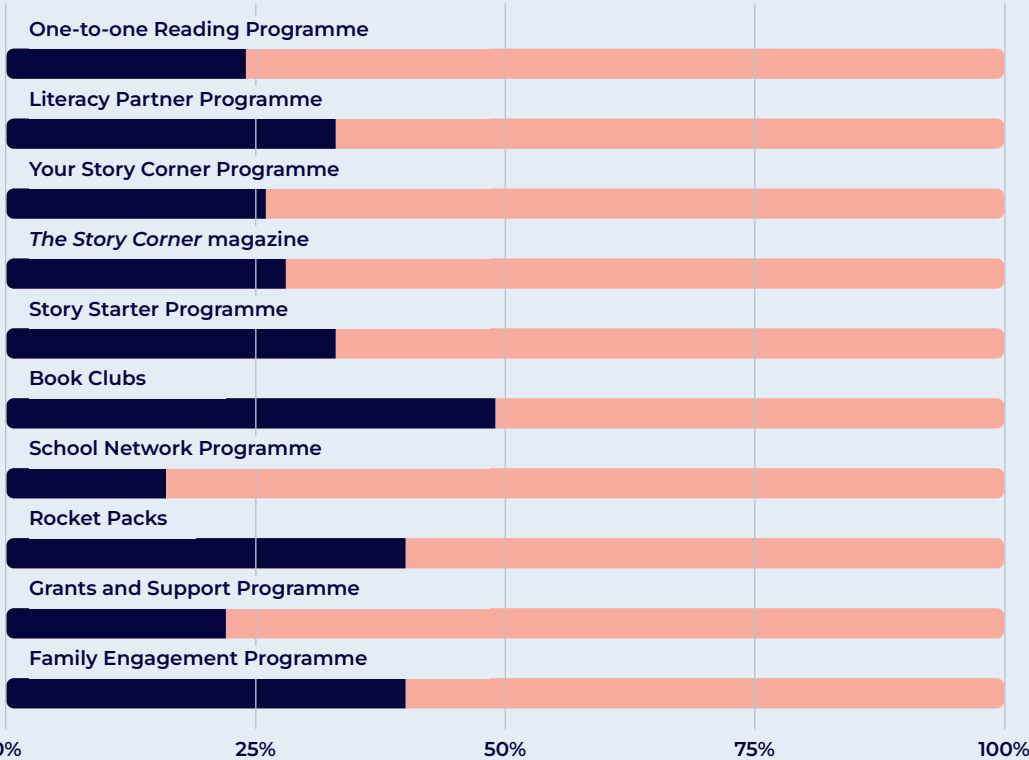 One-to-one Reading Programme
Literacy Partner Programme
Your Story Corner Programme
The Story Corner magazine
Story Starter Programme
Book Clubs
School Network Programme
Rocket Packs
Grants and Support Programme
Family Engagement Programme
0% 25% 50% 75% 100%